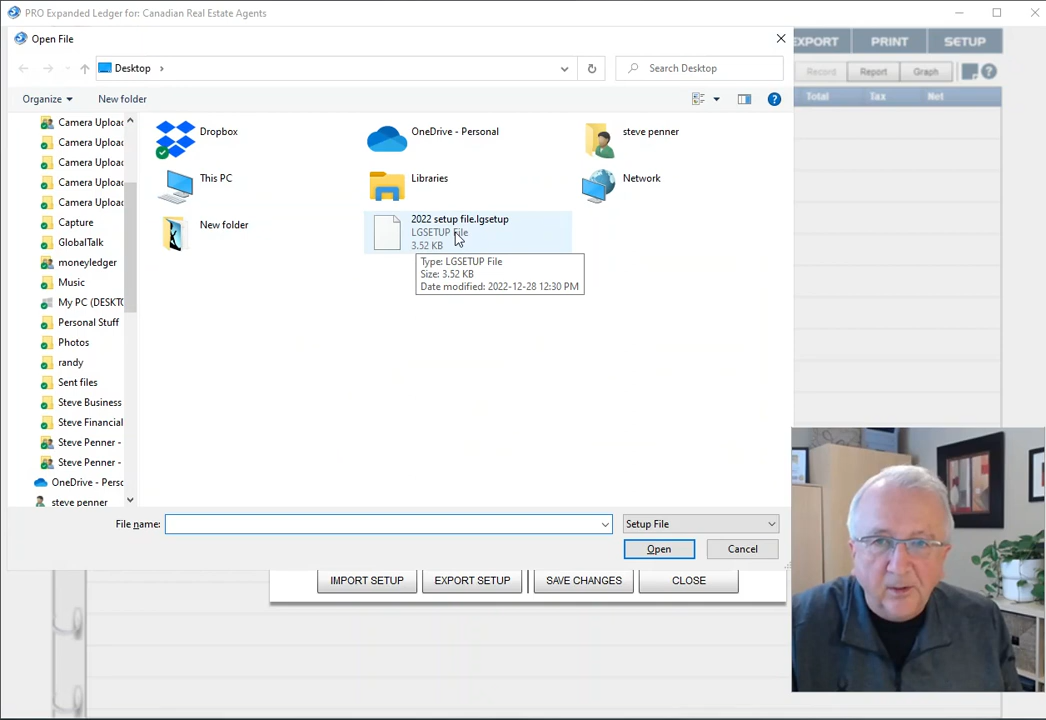 PRO Expanded Ledger for: Canadian Real Estate Agents
Open File
EXPORT PRINT SETUP
Desktop
Search Desktop
Record Report Graph
Organize New folder
Total Tax Net
Camera Upload
Camera Upload
Camera Upload
Camera Upload
Camera Upload
Capture
GlobalTalk
moneyledger
Music
My PC (DESKTO
Personal Stuff
Photos
randy
Sent files
Steve Business
Steve Financial
Steve Penner -
Steve Penner -
OneDrive - Perso
steve penner
Dropbox
OneDrive - Personal
steve penner
This PC
Libraries
Network
New folder
2022 setup file.lgsetup
LGSETUP File
3.52 KB
Type: LGSETUP File
Size: 3.52 KB
Date modified: 2022-12-28 12:30 PM
File name:
Setup File
Open Cancel
IMPORT SETUP EXPORT SETUP SAVE CHANGES CLOSE